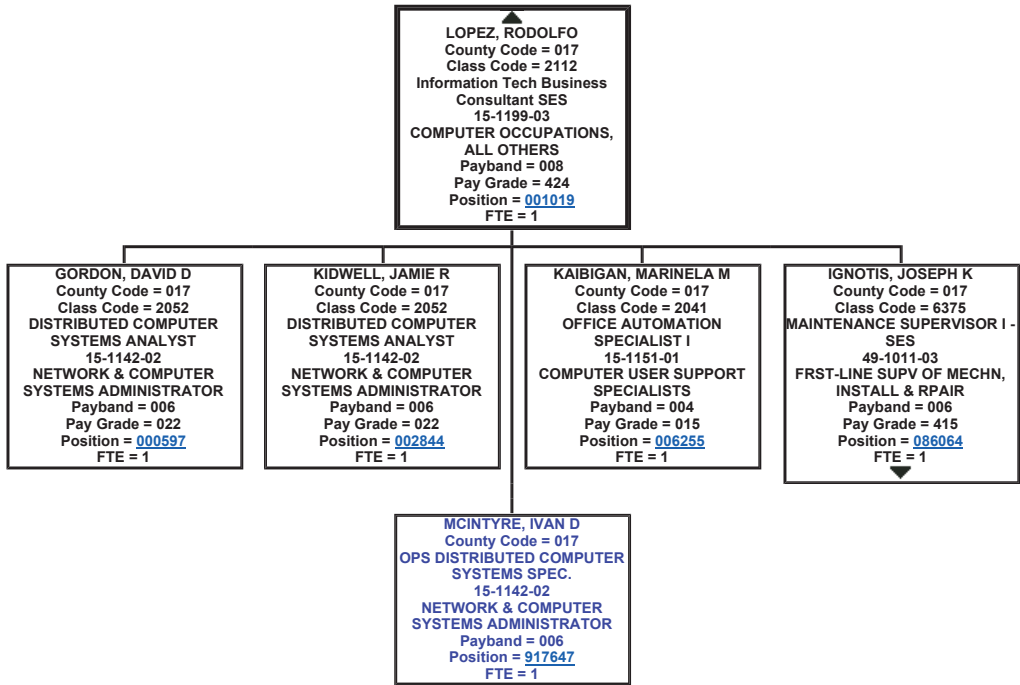 LOPEZ, RODOLFO
County Code = 017
Class Code = 2112
Information Tech Business
Consultant SES
15-1199-03
COMPUTER OCCUPATIONS,
ALL OTHERS
Payband = 008
Pay Grade = 424
Position = 001019
FTE = 1
GORDON, DAVID D
County Code = 017
Class Code = 2052
DISTRIBUTED COMPUTER
SYSTEMS ANALYST
15-1142-02
NETWORK & COMPUTER
SYSTEMS ADMINISTRATOR
Payband = 006
Pay Grade = 022
Position = 000597
FTE = 1
KIDWELL, JAMIE R
County Code = 017
Class Code = 2052
DISTRIBUTED COMPUTER
SYSTEMS ANALYST
15-1142-02
NETWORK & COMPUTER
SYSTEMS ADMINISTRATOR
Payband = 006
Pay Grade = 022
Position = 002844
FTE = 1
KAIBIGAN, MARINELA M
County Code = 017
Class Code = 2041
OFFICE AUTOMATION
SPECIALIST I
15-1151-01
COMPUTER USER SUPPORT
SPECIALISTS
Payband = 004
Pay Grade = 015
Position = 006255
FTE = 1
IGNOTIS, JOSEPH K
County Code = 017
Class Code = 6375
MAINTENANCE SUPERVISOR I -
SES
49-1011-03
FRST-LINE SUPV OF MECHN,
INSTALL & RPAIR
Payband = 006
Pay Grade = 415
Position = 086064
FTE = 1
MCINTYRE, IVAN D
County Code = 017
OPS DISTRIBUTED COMPUTER
SYSTEMS SPEC.
15-1142-02
NETWORK & COMPUTER
SYSTEMS ADMINISTRATOR
Payband = 006
Position = 917647
FTE = 1